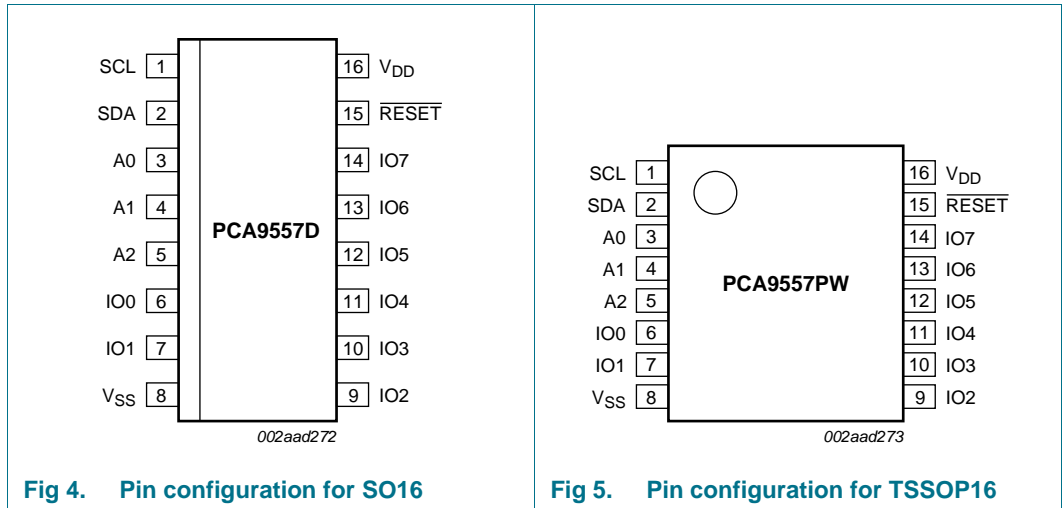 SCL 1 16 VDD
SDA 2 15 RESET
A0 3 14 IO7
A1 4 13 IO6
A2 5 12 IO5
IO0 6 11 IO4
IO1 7 10 IO3
VSS 8 9 IO2
PCA9557D
002aad272
Fig 4. Pin configuration for SO16
SCL 1 16 VDD
SDA 2 15 RESET
A0 3 14 IO7
A1 4 13 IO6
A2 5 12 IO5
IO0 6 11 IO4
IO1 7 10 IO3
VSS 8 9 IO2
PCA9557PW
002aad273
Fig 5. Pin configuration for TSSOP16